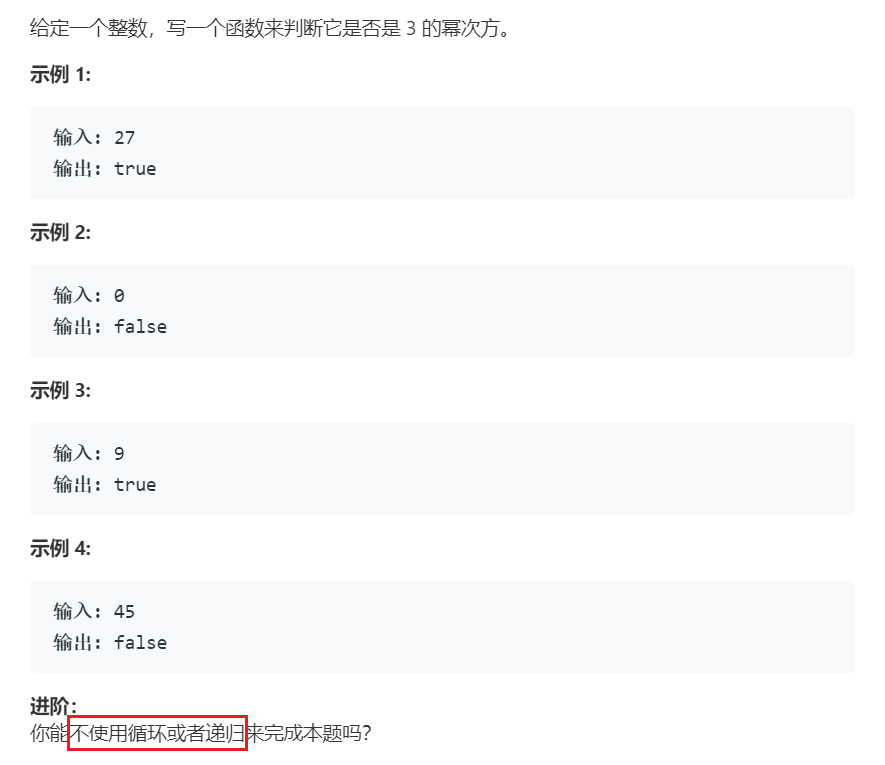 给定一个整数，写一个函数来判断它是否是 3 的幂次方。
示例 1:
输入: 27
输出: true
示例 2:
输入: 0
输出: false
示例 3:
输入: 9
输出: true
示例 4:
输入: 45
输出: false
进阶：
你能不使用循环或者递归来完成本题吗？